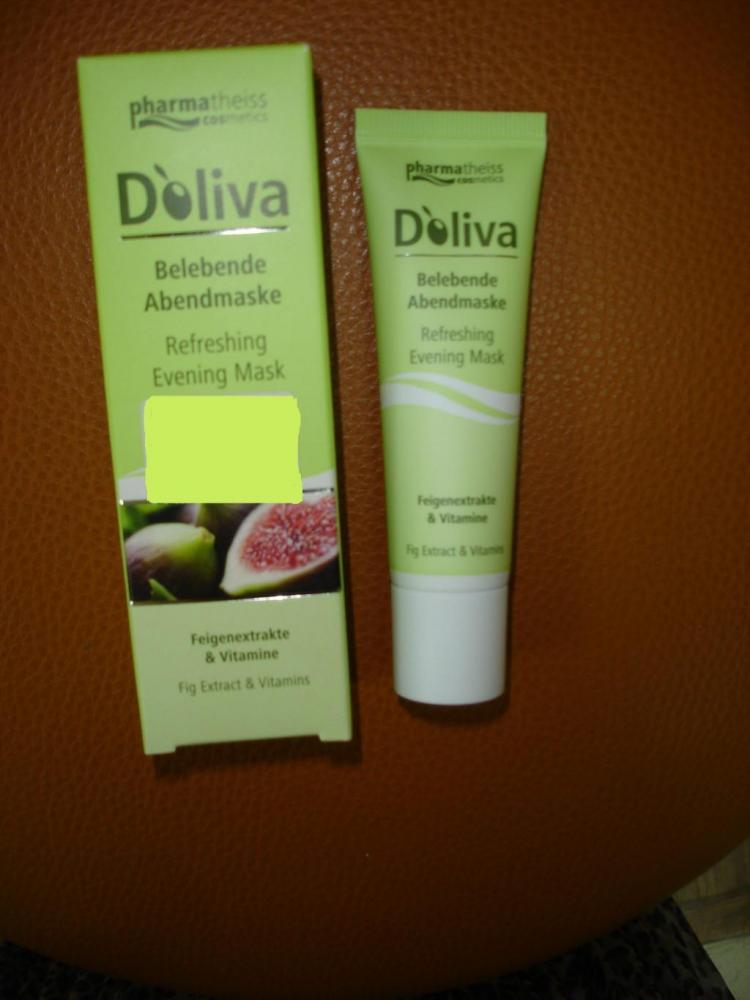 pharmatheiss
cosmetics
D'oliva
Belebende
Abendmaske
Refreshing
Evening Mask
Feigenextrakte
& Vitamine
Fig Extract & Vitamins
pharmatheiss
cosmetics
D'oliva
Belebende
Abendmaske
Refreshing
Evening Mask
Feigenextrakte
& Vitamine
Fig Extract & Vitamins